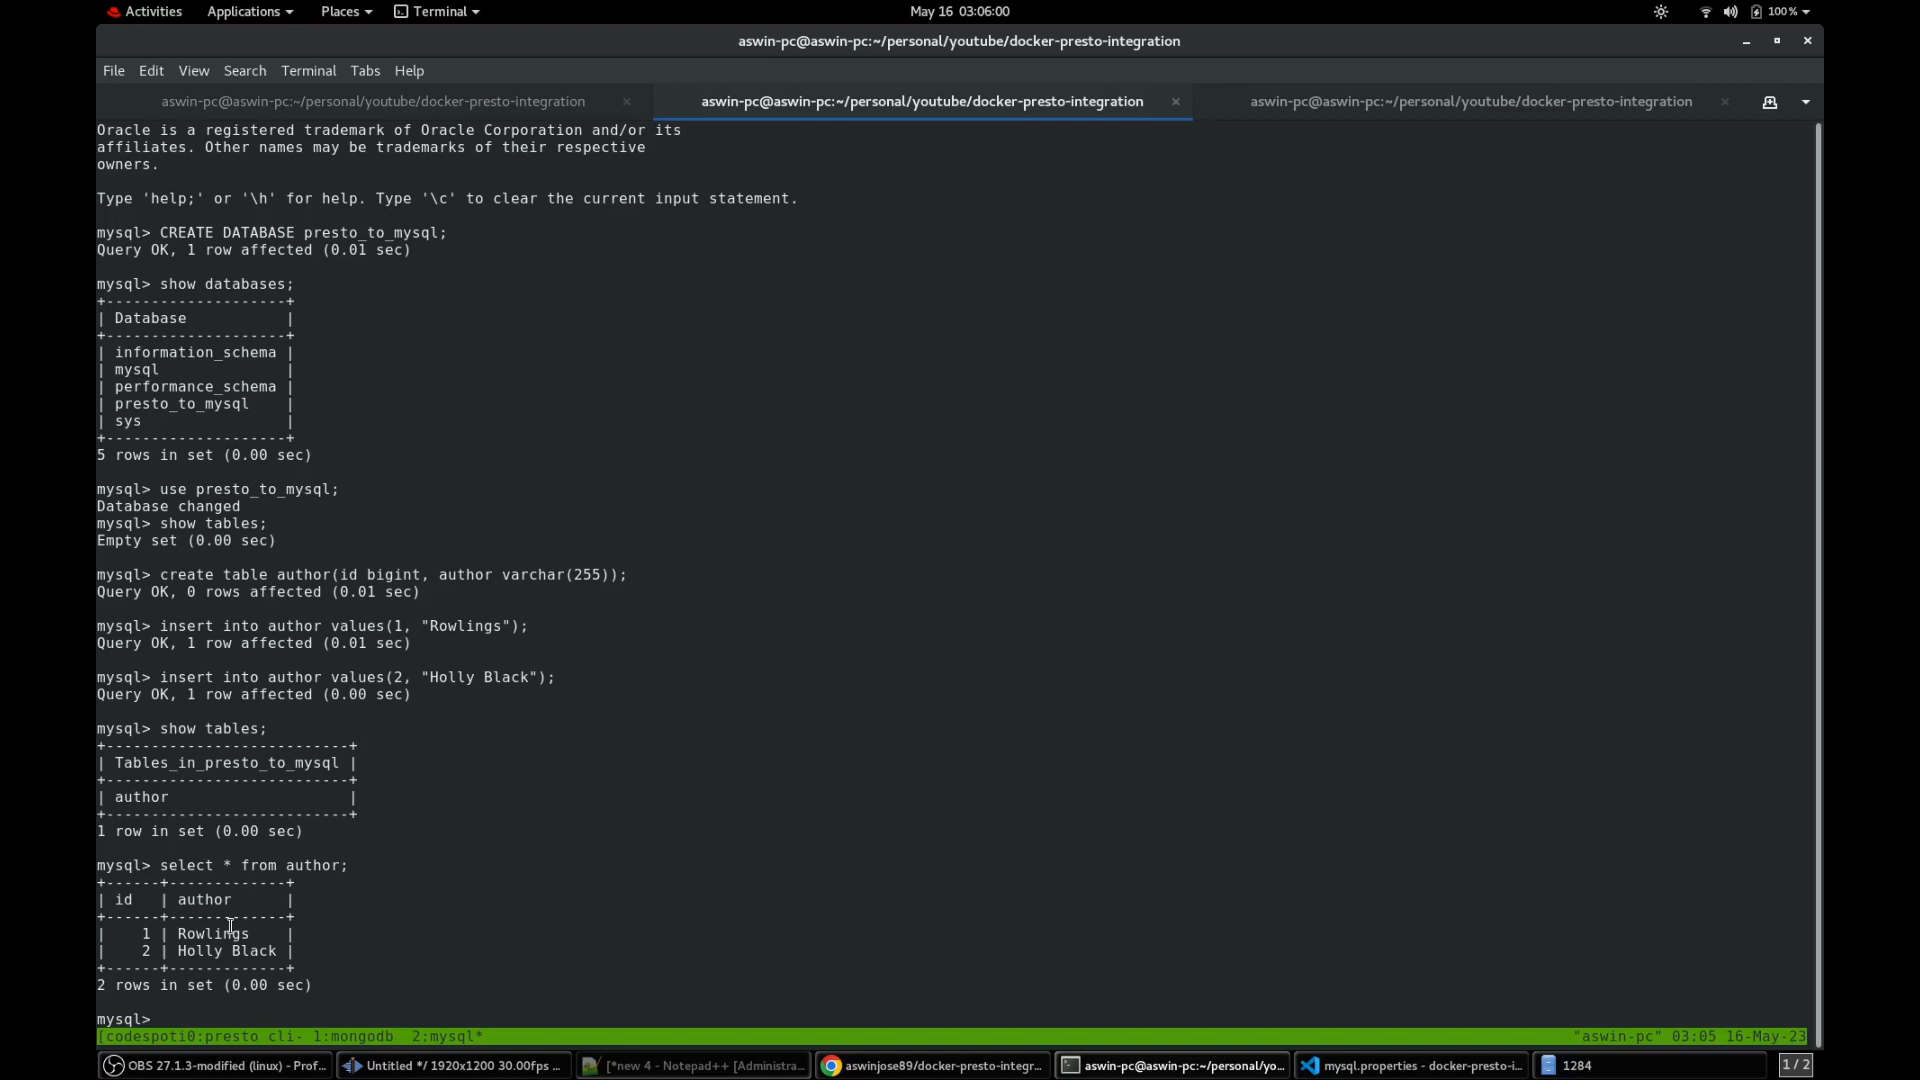 Activities Applications Places Terminal May 16 03:06:00 100%
aswin-pc@aswin-pc:~/personal/youtube/docker-presto-integration
File Edit View Search Terminal Tabs Help
aswin-pc@aswin-pc:~/personal/youtube/docker-presto-integration × aswin-pc@aswin-pc:~/personal/youtube/docker-presto-integration × aswin-pc@aswin-pc:~/personal/youtube/docker-presto-integration ×
Oracle is a registered trademark of Oracle Corporation and/or its
affiliates. Other names may be trademarks of their respective
owners.
Type 'help;' or '\h' for help. Type '\c' to clear the current input statement.
mysql> CREATE DATABASE presto_to_mysql;
Query OK, 1 row affected (0.01 sec)
mysql> show databases;
+--------------------+
| Database           |
+--------------------+
| information_schema |
| mysql              |
| performance_schema |
| presto_to_mysql    |
| sys                |
+--------------------+
5 rows in set (0.00 sec)
mysql> use presto_to_mysql;
Database changed
mysql> show tables;
Empty set (0.00 sec)
mysql> create table author(id bigint, author varchar(255));
Query OK, 0 rows affected (0.01 sec)
mysql> insert into author values(1, "Rowlings");
Query OK, 1 row affected (0.01 sec)
mysql> insert into author values(2, "Holly Black");
Query OK, 1 row affected (0.00 sec)
mysql> show tables;
+---------------------------+
| Tables_in_presto_to_mysql |
+---------------------------+
| author                    |
+---------------------------+
1 row in set (0.00 sec)
mysql> select * from author;
+------+-------------+
| id   | author      |
+------+-------------+
|    1 | Rowlings    |
|    2 | Holly Black |
+------+-------------+
2 rows in set (0.00 sec)
mysql>
[codespoti0:presto cli- 1:mongodb  2:mysql* "aswin-pc" 03:05 16-May-23
OBS 27.1.3-modified (linux) - Prof... Untitled */ 1920x1200 30.00fps ... [*new 4 - Notepad++ [Administra... aswinjose89/docker-presto-integr... aswin-pc@aswin-pc:~/personal/yo... mysql.properties - docker-presto-i... 1284 1 / 2